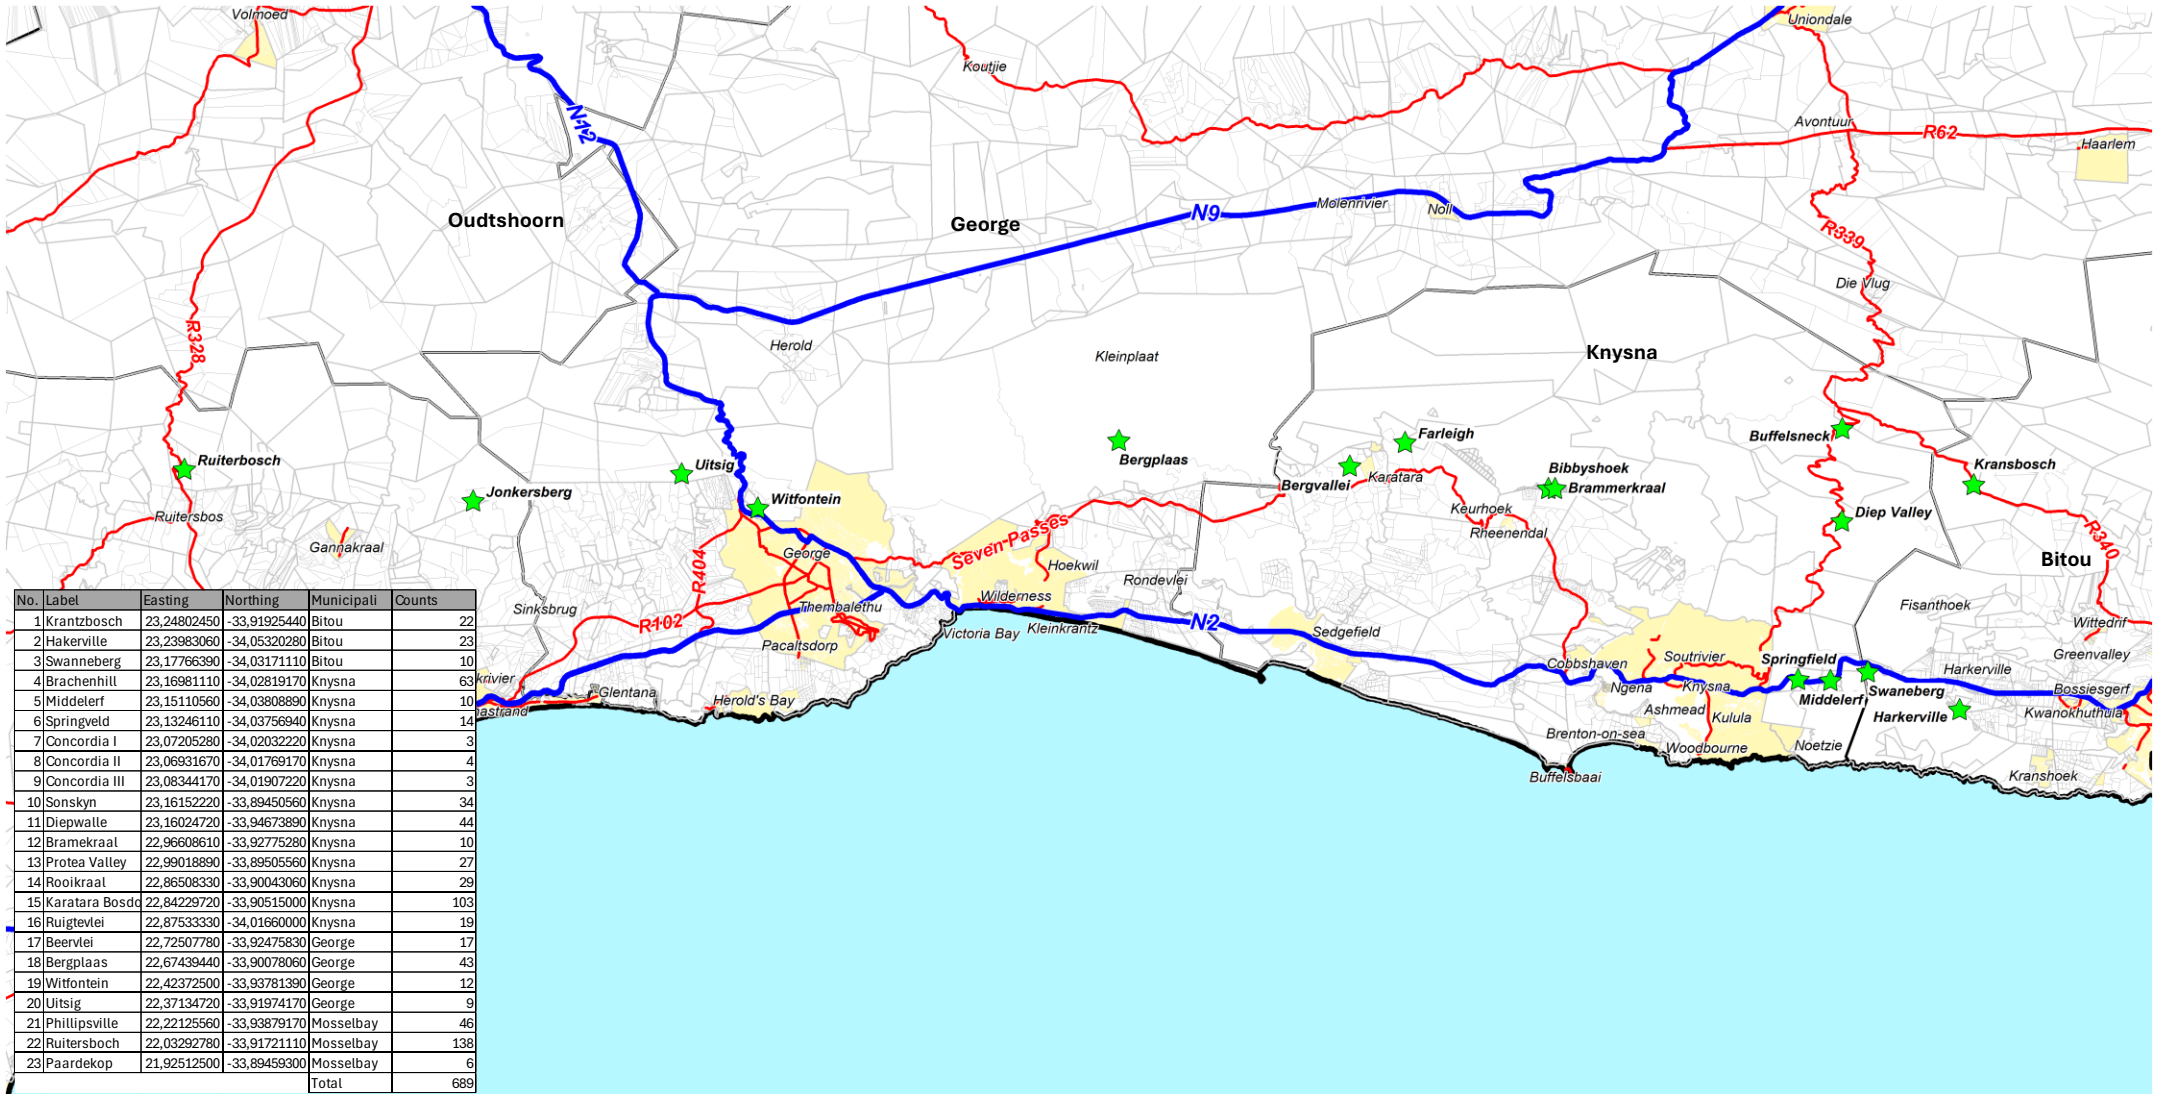 Volmoed
Uniondale
Koutjie
N12
Avontuur
R62
Haarlem
Oudtshoorn
George
N9
Molenrivier
Noll
R339
Die Vlug
R328
Herold
Kleinplaat
Knysna
Ruiterbosch
Jonkersberg
Uitsig
Witfontein
Bergplaas
Bergvallei
Farleigh
Karatara
Bibbyshoek
Brammerkraal
Buffelsneck
Kransbosch
Diep Valley
Keurhoek
Rheenendal
Ruitersbos
Gannakraal
George
Seven Passes
Hoekwil
Rondevlei
R404
R340
Bitou
Sinksbrug
R102
Thembalethu
Wilderness
Victoria Bay
Kleinkrantz
N2
Sedgefield
Pacaltsdorp
Fisanthoek
Wittedrif
Greenvalley
Cobbshaven
Soutrivier
Springfield
Harkerville
krivier
Glentana
Herold's Bay
nastrand
Ngena
Knysna
Middelerf
Swaneberg
Bossiesgerf
Ashmead
Kulula
Harkerville
Kwanokhuthula
Brenton-on-sea
Woodbourne
Noetzie
Buffelsbaai
Kranshoek
No. Label Easting Northing Municipali Counts
1 Krantzbosch 23,24802450 -33,91925440 Bitou 22
2 Hakerville 23,23983060 -34,05320280 Bitou 23
3 Swanneberg 23,17766390 -34,03171110 Bitou 10
4 Brachenhill 23,16981110 -34,02819170 Knysna 63
5 Middelerf 23,15110560 -34,03808890 Knysna 10
6 Springveld 23,13246110 -34,03756940 Knysna 14
7 Concordia I 23,07205280 -34,02032220 Knysna 3
8 Concordia II 23,06931670 -34,01769170 Knysna 4
9 Concordia III 23,08344170 -34,01907220 Knysna 3
10 Sonskyn 23,16152220 -33,89450560 Knysna 34
11 Diepwalle 23,16024720 -33,94673890 Knysna 44
12 Bramekraal 22,96608610 -33,92775280 Knysna 10
13 Protea Valley 22,99018890 -33,89505560 Knysna 27
14 Rooikraal 22,86508330 -33,90043060 Knysna 29
15 Karatara Bosdo 22,84229720 -33,90515000 Knysna 103
16 Ruigtevlei 22,87533330 -34,01660000 Knysna 19
17 Beervlei 22,72507780 -33,92475830 George 17
18 Bergplaas 22,67439440 -33,90078060 George 43
19 Witfontein 22,42372500 -33,93781390 George 12
20 Uitsig 22,37134720 -33,91974170 George 9
21 Phillipsville 22,22125560 -33,93879170 Mosselbay 46
22 Ruitersboch 22,03292780 -33,91721110 Mosselbay 138
23 Paardekop 21,92512500 -33,89459300 Mosselbay 6
Total 689